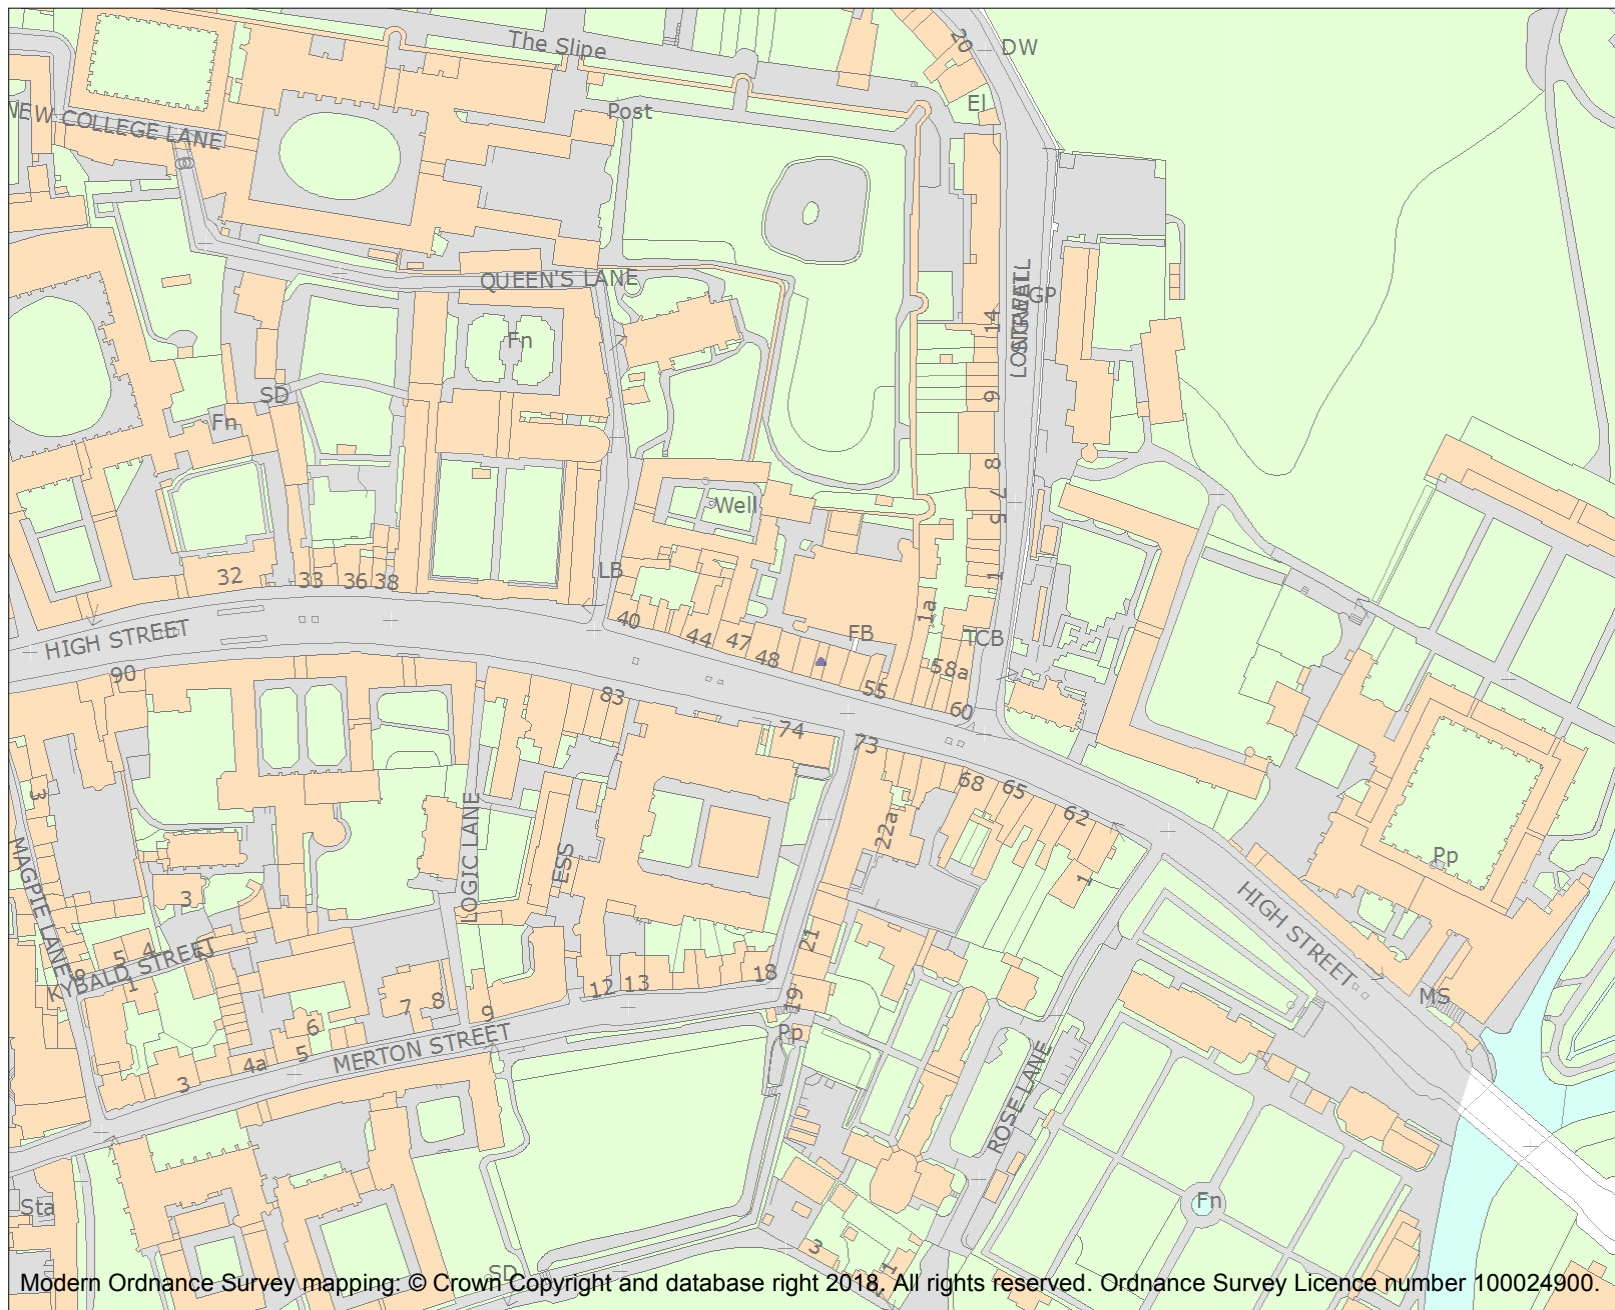 The Slipe
20
DW
El
Post
NEW COLLEGE LANE
QUEEN'S LANE
Fn
LONGWALL
GP
14
9
SD
Fn
8
7
5
1
Well
LB
32
33
36
38
40
44
47
48
FB
1a
TCB
58a
55
60
HIGH STREET
90
83
74
73
68
65
62
22a
1
3
MAGPIE LANE
LOGIC LANE
ESS
3
5
4
KYBALD STREET
1
6
7
8
9
12
13
18
21
19
Pp
4a
5
3
MERTON STREET
ROSE LANE
HIGH STREET
Pp
MS
Fn
Sta
SD
3
1
Modern Ordnance Survey mapping: © Crown Copyright and database right 2018. All rights reserved. Ordnance Survey Licence number 100024900.